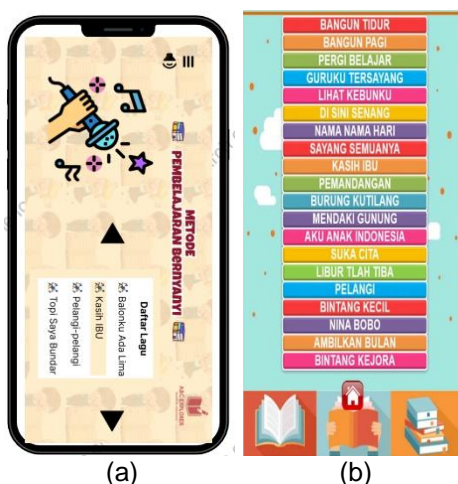 METODE
PEMBELAJARAN BERNYANYI
Daftar Lagu
Balonku Ada Lima
Kasih IBU
Pelangi-pelangi
Topi Saya Bundar
ABC EXPLORER
(a)
BANGUN TIDUR
BANGUN PAGI
PERGI BELAJAR
GURUKU TERSAYANG
LIHAT KEBUNKU
DI SINI SENANG
NAMA NAMA HARI
SAYANG SEMUANYA
KASIH IBU
PEMANDANGAN
BURUNG KUTILANG
MENDAKI GUNUNG
AKU ANAK INDONESIA
SUKA CITA
LIBUR TLAH TIBA
PELANGI
BINTANG KECIL
NINA BOBO
AMBILKAN BULAN
BINTANG KEJORA
(b)